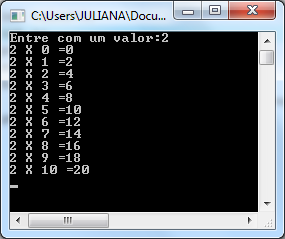 C:\Users\JULIANA\Docu...
Entre com um valor:2
2 X 0 =0
2 X 1 =2
2 X 2 =4
2 X 3 =6
2 X 4 =8
2 X 5 =10
2 X 6 =12
2 X 7 =14
2 X 8 =16
2 X 9 =18
2 X 10 =20